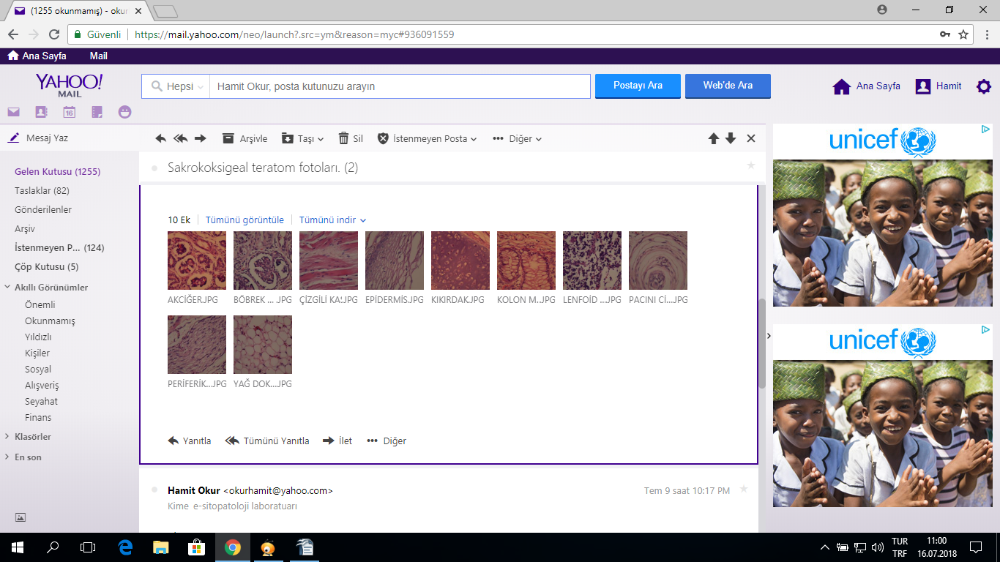 (1255 okunmamış) - okur
Güvenli
https://mail.yahoo.com/neo/launch?.src=ym&reason=myc#936091559
Ana Sayfa
Mail
YAHOO!
MAIL
Hepsi
Hamit Okur, posta kutunuzu arayın
Postayı Ara
Web'de Ara
Ana Sayfa
Hamit
16
Mesaj Yaz
Arşivle
Taşı
Sil
İstenmeyen Posta
Diğer
Gelen Kutusu (1255)
Taslaklar (82)
Gönderilenler
Arşiv
İstenmeyen P... (124)
Çöp Kutusu (5)
Akıllı Görünümler
Önemli
Okunmamış
Yıldızlı
Kişiler
Sosyal
Alışveriş
Seyahat
Finans
Klasörler
En son
Sakrokoksigeal teratom fotoları. (2)
10 Ek
Tümünü görüntüle
Tümünü indir
AKCİĞER.JPG
BÖBREK ... .JPG
ÇİZGİLİ KA'.JPG
EPİDERMİS.JPG
KIKIRDAK.JPG
KOLON M...JPG
LENFOİD ...JPG
PACINI Cİ...JPG
PERİFERİK...JPG
YAĞ DOK...JPG
Yanıtla
Tümünü Yanıtla
İlet
Diğer
Hamit Okur <okurhamit@yahoo.com>
Tem 9 saat 10:17 PM
Kime e-sitopatoloji laboratuarı
unicef
unicef
TUR
TRF
11:00
16.07.2018